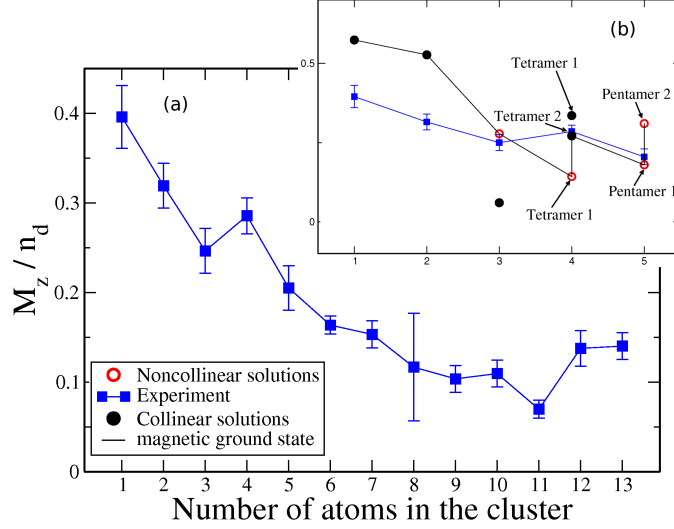 (b)
0.5
0
Tetramer 1
Tetramer 2
Pentamer 2
Tetramer 1
Pentamer 1
1 2 3 4 5
(a)
M_z / n_d
0.4
0.3
0.2
0.1
0
Noncollinear solutions
Experiment
Collinear solutions
magnetic ground state
1 2 3 4 5 6 7 8 9 10 11 12 13
Number of atoms in the cluster